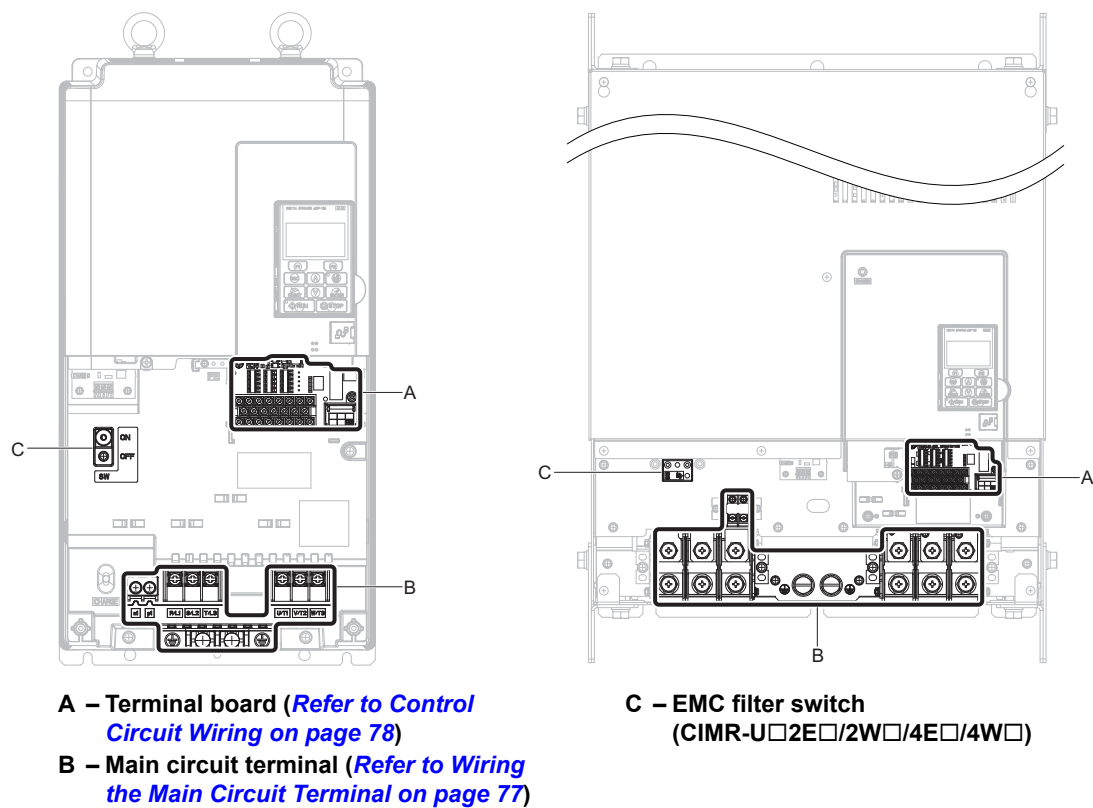 A
C
ON
OFF
SW
B
CHARGE
R/L1 S/L2 T/L3
U/T1 V/T2 W/T3
C
A
B
A – Terminal board (Refer to Control
Circuit Wiring on page 78)
B – Main circuit terminal (Refer to Wiring
the Main Circuit Terminal on page 77)
C – EMC filter switch
(CIMR-U□2E□/2W□/4E□/4W□)